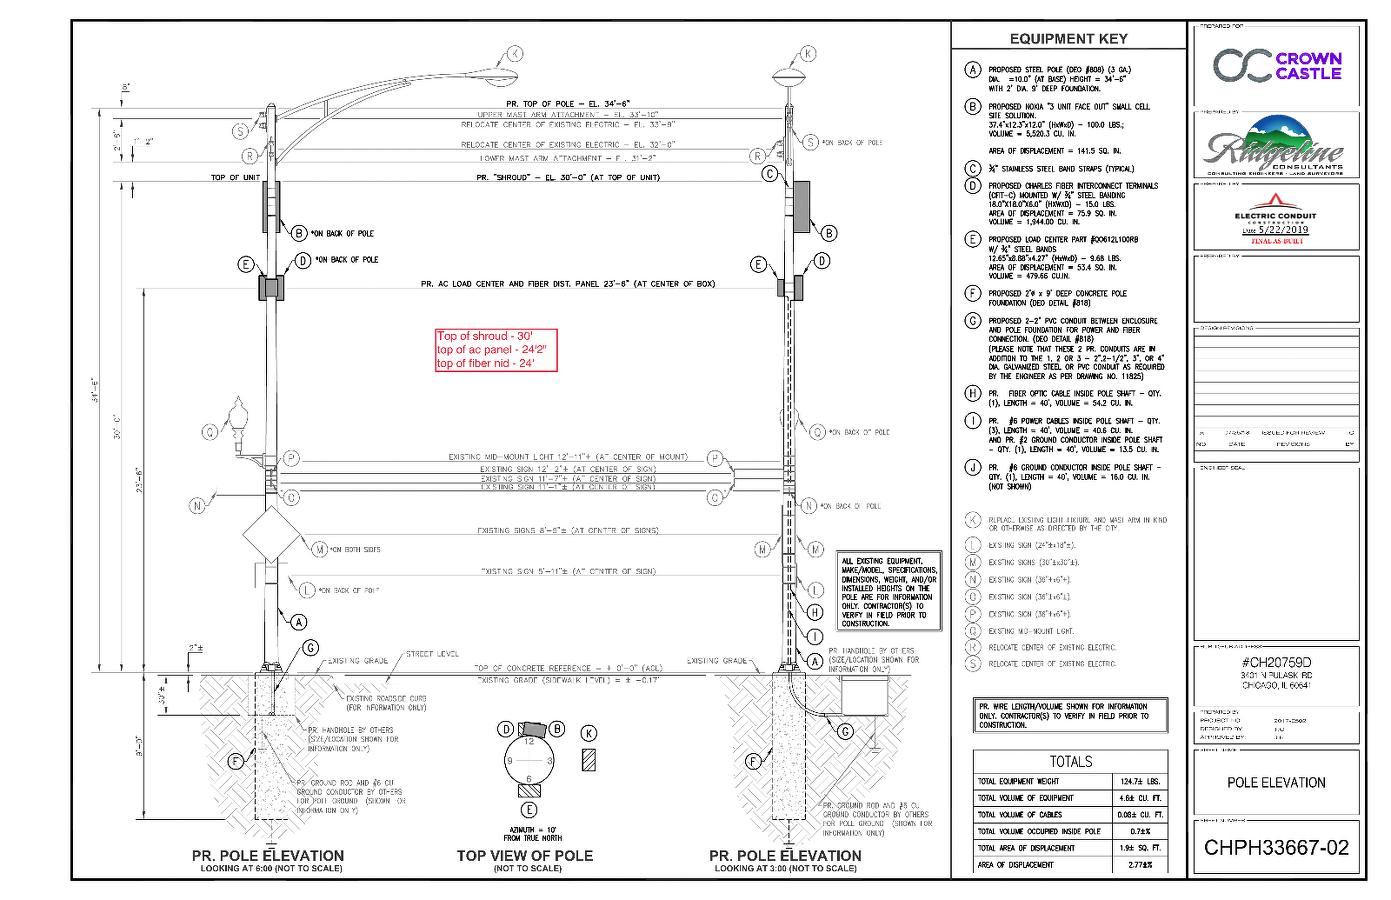 K
K
8"
PR. TOP OF POLE - EL. 34'-6"
UPPER MAST ARM ATTACHMENT - EL. 33'-10"
RELOCATE CENTER OF EXISTING ELECTRIC - EL. 33'-9"
S
S *ON BACK OF POLE
RELOCATE CENTER OF EXISTING ELECTRIC - EL. 32'-0"
R
R
LOWER MAST ARM ATTACHMENT - EL. 31'-2"
TOP OF UNIT
PR. "SHROUD" - EL. 30'-0" (AT TOP OF UNIT)
C
B *ON BACK OF POLE
B
E
D *ON BACK OF POLE
E
D
PR. AC LOAD CENTER AND FIBER DIST. PANEL 23'-6" (AT CENTER OF BOX)
Top of shroud - 30'
top of ac panel - 24'2"
top of fiber nid - 24'
34'-6"
30'-0"
23'-6"
Q
Q *ON BACK OF POLE
P
EXISTING MID-MOUNT LIGHT 12'-11"± (AT CENTER OF MOUNT)
P
EXISTING SIGN 12'-2"± (AT CENTER OF SIGN)
EXISTING SIGN 11'-7"± (AT CENTER OF SIGN)
EXISTING SIGN 11'-1"± (AT CENTER OF SIGN)
O
O
N
N *ON BACK OF POLE
EXISTING SIGNS 8'-9"± (AT CENTER OF SIGNS)
M *ON BOTH SIDES
M
M
EXISTING SIGN 5'-11"± (AT CENTER OF SIGN)
L *ON BACK OF POLE
L
ALL EXISTING EQUIPMENT,
MAKE/MODEL, SPECIFICATIONS,
DIMENSIONS, WEIGHT, AND/OR
INSTALLED HEIGHTS ON THE
POLE ARE FOR INFORMATION
ONLY. CONTRACTOR(S) TO
VERIFY IN FIELD PRIOR TO
CONSTRUCTION.
H
A
I
G
A
PR. HANDHOLE BY OTHERS
(SIZE/LOCATION SHOWN FOR
INFORMATION ONLY)
2"±
EXISTING GRADE
STREET LEVEL
TOP OF CONCRETE REFERENCE - ± 0'-0" (AGL)
EXISTING GRADE
EXISTING GRADE (SIDEWALK LEVEL) = ± -0.17'
30"±
EXISTING ROADSIDE CURB
(FOR INFORMATION ONLY)
PR. HANDHOLE BY OTHERS
(SIZE/LOCATION SHOWN FOR
INFORMATION ONLY)
G
9'-0"
F
F
PR. GROUND ROD AND #6 CU
GROUND CONDUCTOR BY OTHERS
FOR POLE GROUND (SHOWN FOR
INFORMATION ONLY)
D
B
K
12
9
3
6
E
AZIMUTH = 10°
FROM TRUE NORTH
PR. GROUND ROD AND #6 CU
GROUND CONDUCTOR BY OTHERS
FOR POLE GROUND (SHOWN FOR
INFORMATION ONLY)
PR. POLE ELEVATION
LOOKING AT 6:00 (NOT TO SCALE)
TOP VIEW OF POLE
(NOT TO SCALE)
PR. POLE ELEVATION
LOOKING AT 3:00 (NOT TO SCALE)
EQUIPMENT KEY
A PROPOSED STEEL POLE (DEO #808) (3 GA.)
DIA. =10.0" (AT BASE) HEIGHT = 34'-6"
WITH 2' DIA. 9' DEEP FOUNDATION.
B PROPOSED NOKIA "3 UNIT FACE OUT" SMALL CELL
SITE SOLUTION.
37.4"x12.3"x12.0" (HxWxD) - 100.0 LBS.;
VOLUME = 5,520.3 CU. IN.
AREA OF DISPLACEMENT = 141.5 SQ. IN.
C ¾" STAINLESS STEEL BAND STRAPS (TYPICAL)
D PROPOSED CHARLES FIBER INTERCONNECT TERMINALS
(CFIT-C) MOUNTED W/ ¾" STEEL BANDING
18.0"X18.0"X6.0" (HXWXD) - 15.0 LBS.
AREA OF DISPLACEMENT = 75.9 SQ. IN.
VOLUME = 1,944.00 CU. IN.
E PROPOSED LOAD CENTER PART #QO612L100RB
W/ ¾" STEEL BANDS
12.65"x8.88"x4.27" (HxWxD) - 9.68 LBS.
AREA OF DISPLACEMENT = 53.4 SQ. IN.
VOLUME = 479.66 CU.IN.
F PROPOSED 2'ø x 9' DEEP CONCRETE POLE
FOUNDATION (DEO DETAIL #818)
G PROPOSED 2-2" PVC CONDUIT BETWEEN ENCLOSURE
AND POLE FOUNDATION FOR POWER AND FIBER
CONNECTION. (DEO DETAIL #818)
(PLEASE NOTE THAT THESE 2 PR. CONDUITS ARE IN
ADDITION TO THE 1, 2 OR 3 - 2",2-1/2", 3", OR 4"
DIA. GALVANIZED STEEL OR PVC CONDUIT AS REQUIRED
BY THE ENGINEER AS PER DRAWING NO. 11825)
H PR. FIBER OPTIC CABLE INSIDE POLE SHAFT - QTY.
(1), LENGTH = 40', VOLUME = 54.2 CU. IN.
I PR. #6 POWER CABLES INSIDE POLE SHAFT - QTY.
(3), LENGTH = 40', VOLUME = 40.6 CU. IN.
AND PR. #2 GROUND CONDUCTOR INSIDE POLE SHAFT
- QTY. (1), LENGTH = 40', VOLUME = 13.5 CU. IN.
J PR. #6 GROUND CONDUCTOR INSIDE POLE SHAFT -
QTY. (1), LENGTH = 40', VOLUME = 16.0 CU. IN.
(NOT SHOWN)
K REPLACE EXISTING LIGHT FIXTURE AND MAST ARM IN KIND
OR OTHERWISE AS DIRECTED BY THE CITY.
L EXISTING SIGN (24"±x18"±).
M EXISTING SIGNS (30"±x30"±).
N EXISTING SIGN (36"±x6"±).
O EXISTING SIGN (36"±x6"±).
P EXISTING SIGN (36"±x6"±).
Q EXISTING MID-MOUNT LIGHT.
R RELOCATE CENTER OF EXISTING ELECTRIC.
S RELOCATE CENTER OF EXISTING ELECTRIC.
PR. WIRE LENGTH/VOLUME SHOWN FOR INFORMATION
ONLY. CONTRACTOR(S) TO VERIFY IN FIELD PRIOR TO
CONSTRUCTION.
TOTALS
TOTAL EQUIPMENT WEIGHT 124.7± LBS.
TOTAL VOLUME OF EQUIPMENT 4.6± CU. FT.
TOTAL VOLUME OF CABLES 0.08± CU. FT.
TOTAL VOLUME OCCUPIED INSIDE POLE 0.7±%
TOTAL AREA OF DISPLACEMENT 1.9± SQ. FT.
AREA OF DISPLACEMENT 2.77±%
PREPARED FOR
CROWN
CASTLE
PREPARED BY
Ridgeline
CONSULTANTS
CONSULTING ENGINEERS - LAND SURVEYORS
PREPARED BY
ELECTRIC CONDUIT
CONSTRUCTION
Date 5/22/2019
FINAL AS-BUILT
PREPARED BY
DESIGN REVISIONS
ISSUED FOR REVIEW
NO. DATE REVISIONS BY
ENGINEER SEAL
#CH20759D
3401 N PULASKI RD
CHICAGO, IL 60641
PREPARED BY
PROJECT NO.
DESIGNED BY:
APPROVED BY:
SHEET NAME
POLE ELEVATION
SHEET NUMBER
CHPH33667-02